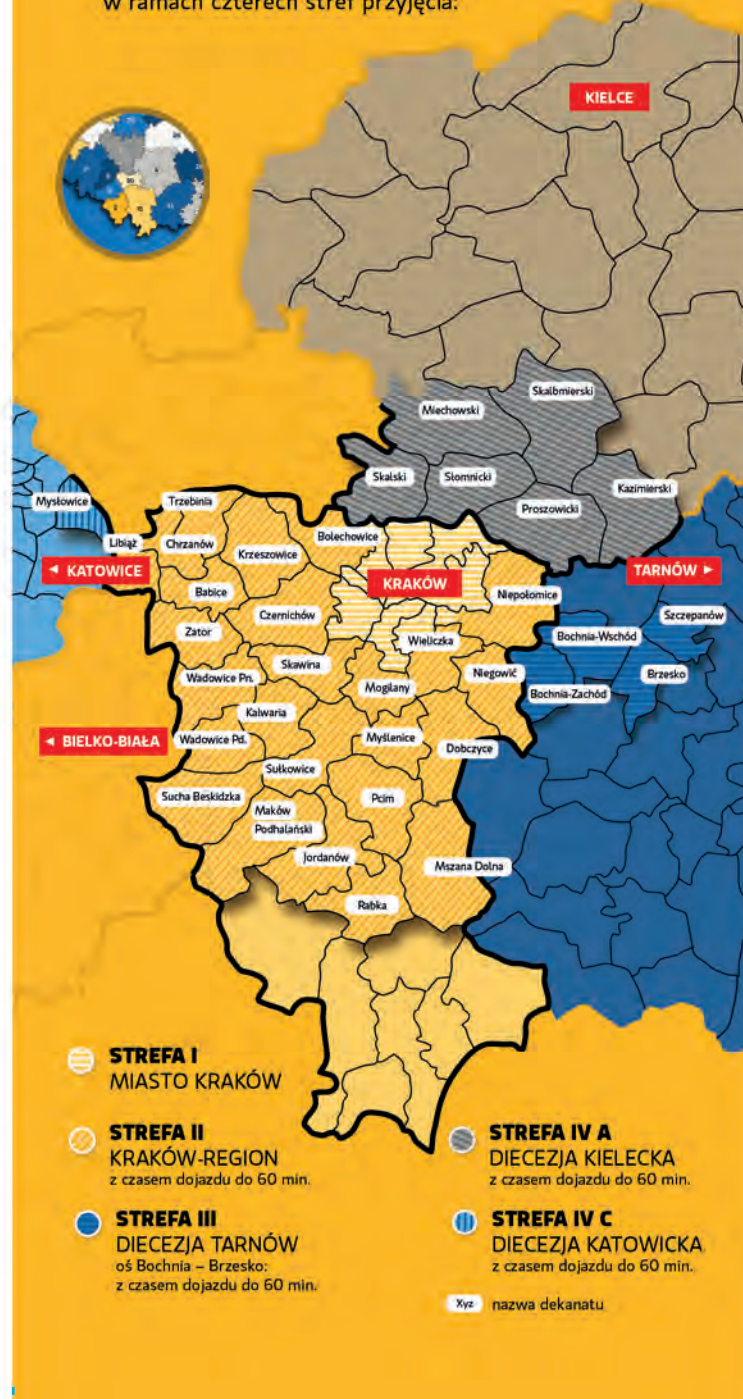 w ramach czterech stref przyjęcia:
KIELCE
Skalbmierski
Miechowski
Skalski
Słomnicki
Kazimierski
Proszowicki
Mysłowice
Trzebinia
Libiąż
Chrzanów
Bolechowice
Krzeszowice
◄ KATOWICE
KRAKÓW
TARNÓW ►
Babice
Niepołomice
Czernichów
Szczepanów
Zator
Wieliczka
Bochnia-Wschód
Skawina
Wadowice Pn.
Mogilany
Niegowić
Brzesko
Bochnia-Zachód
Kalwaria
◄ BIELKO-BIAŁA
Wadowice Pd.
Myślenice
Dobczyce
Sułkowice
Sucha Beskidzka
Pcim
Maków
Podhalański
Jordanów
Mszana Dolna
Rabka
STREFA I
MIASTO KRAKÓW
STREFA II
KRAKÓW-REGION
z czasem dojazdu do 60 min.
STREFA III
DIECEZJA TARNÓW
oś Bochnia – Brzesko:
z czasem dojazdu do 60 min.
STREFA IV A
DIECEZJA KIELECKA
z czasem dojazdu do 60 min.
STREFA IV C
DIECEZJA KATOWICKA
z czasem dojazdu do 60 min.
Xyz nazwa dekanatu